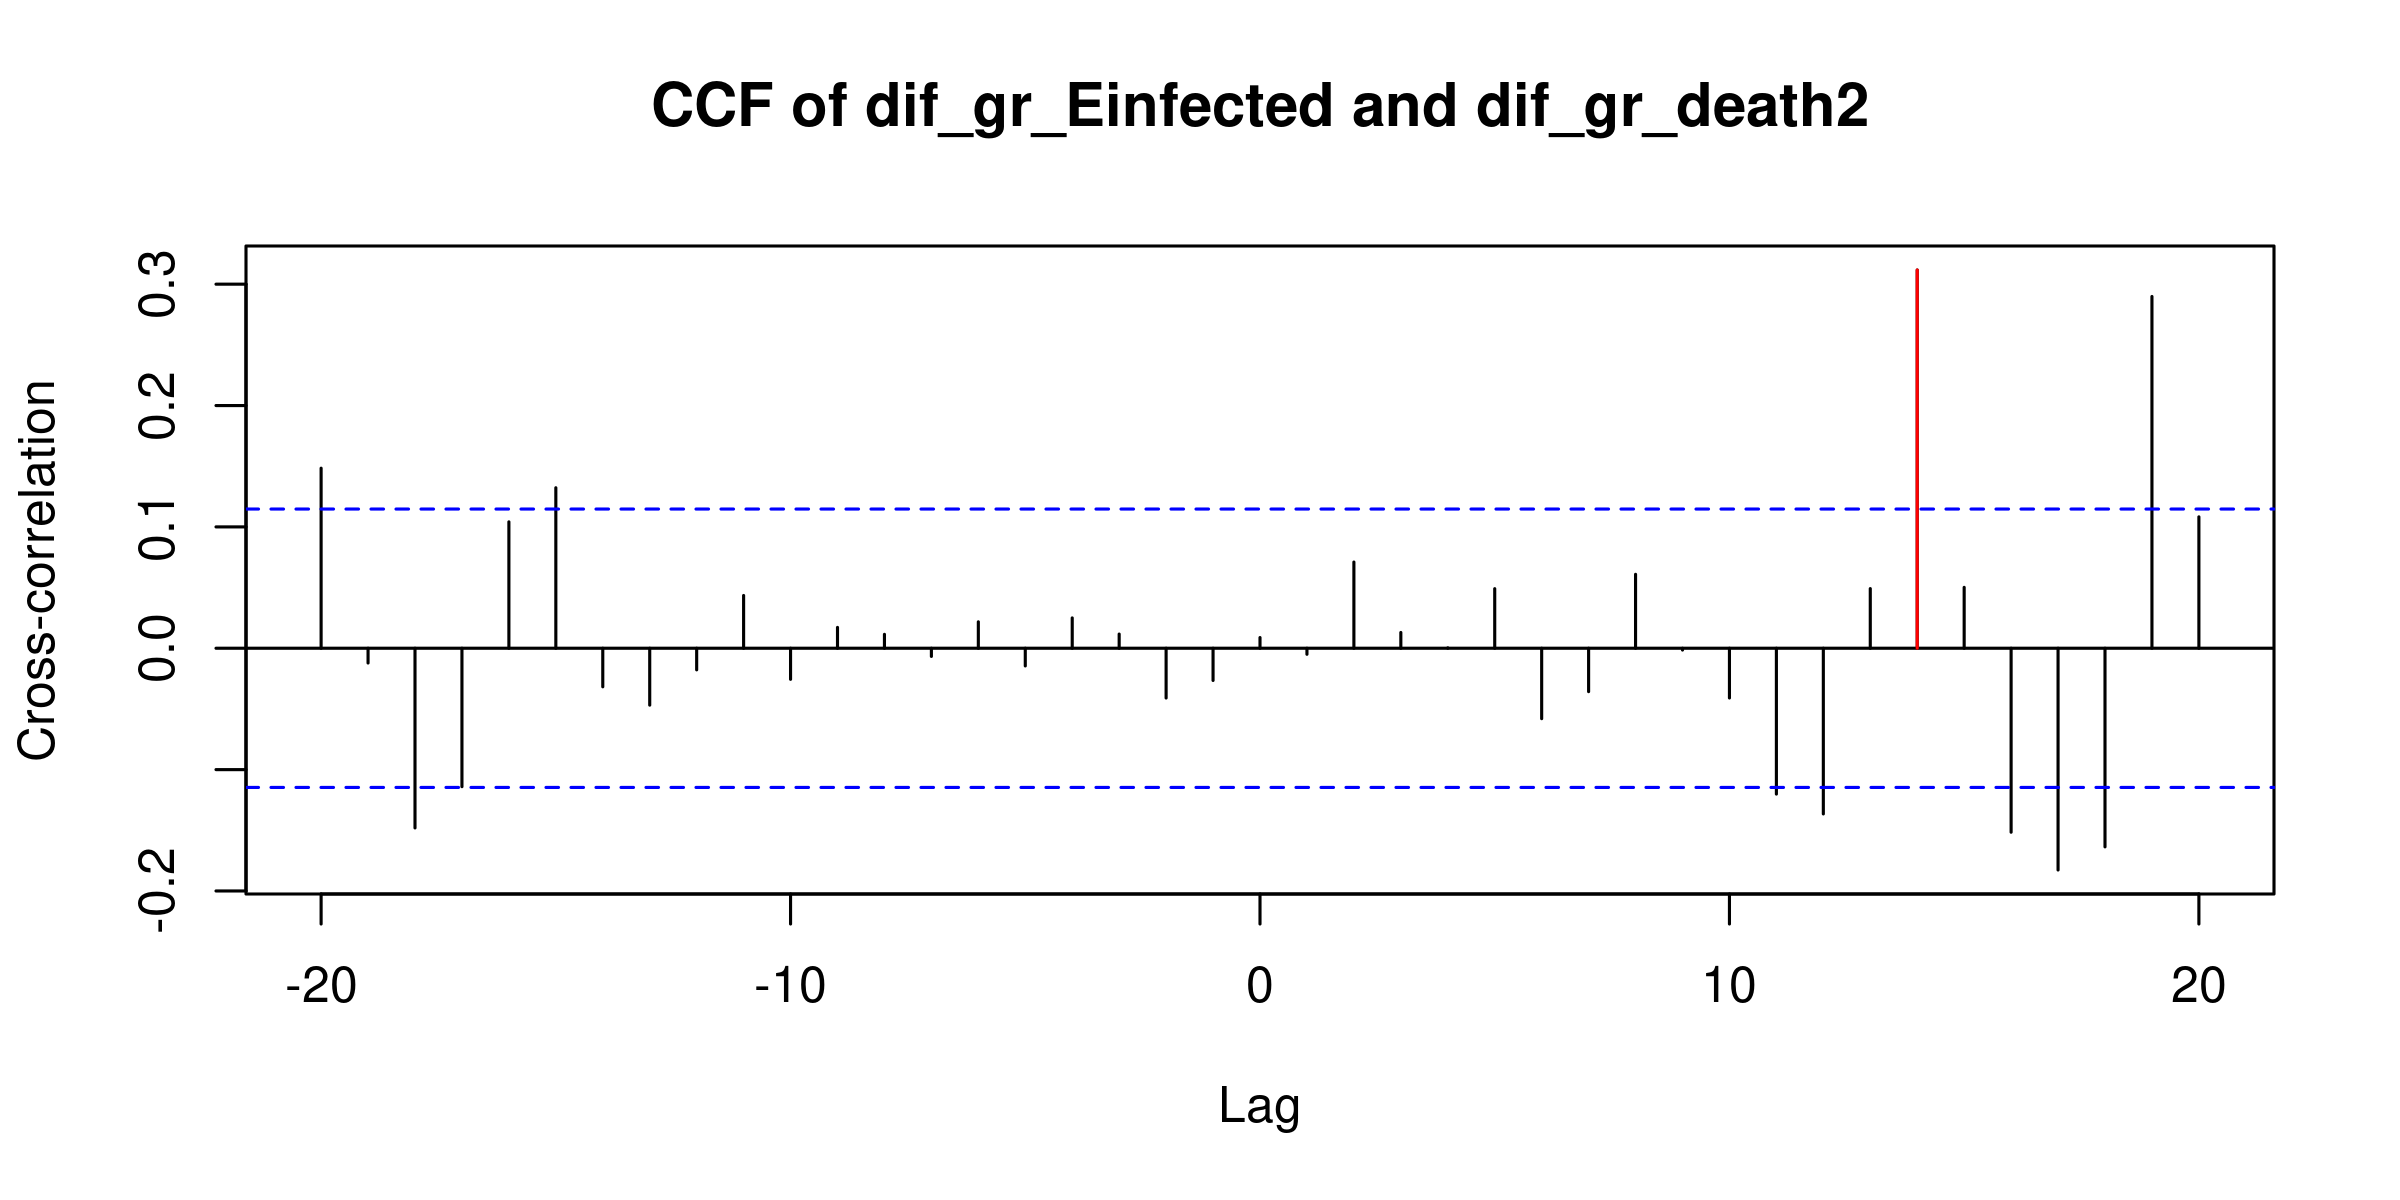 CCF of dif_gr_Einfected and dif_gr_death2
Cross-correlation
0.3
0.2
0.1
0.0
-0.2
-20 -10 0 10 20
Lag